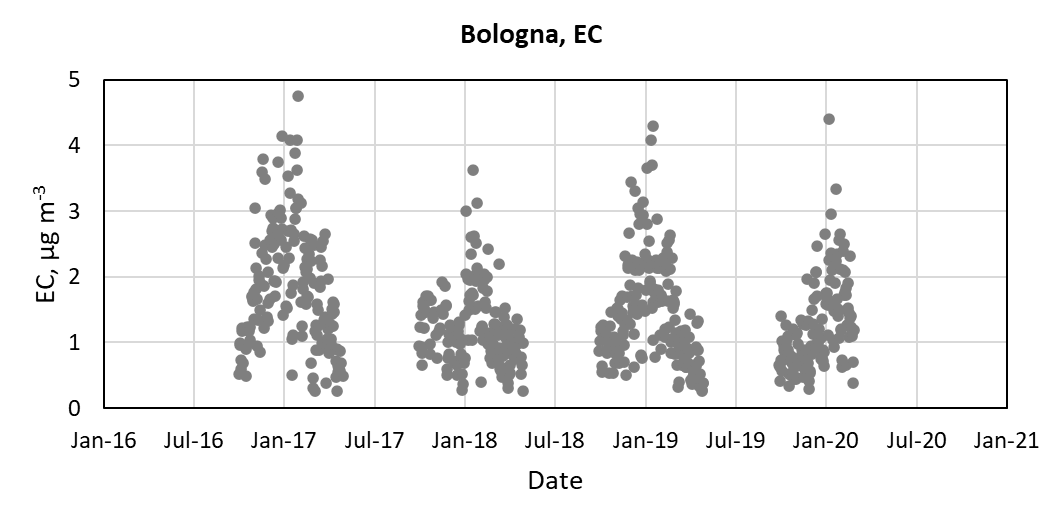 Bologna, EC
5
4
3
2
1
0
EC, µg m⁻³
Jan-16 Jul-16 Jan-17 Jul-17 Jan-18 Jul-18 Jan-19 Jul-19 Jan-20 Jul-20 Jan-21
Date